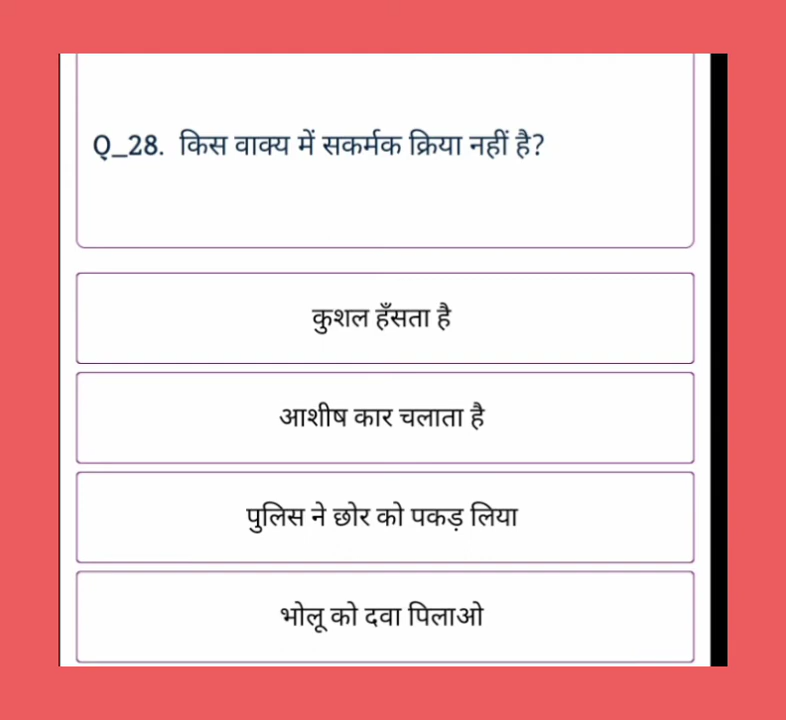 Q_28. किस वाक्य में सकर्मक क्रिया नहीं है?
कुशल हँसता है
आशीष कार चलाता है
पुलिस ने छोर को पकड़ लिया
भोलू को दवा पिलाओ